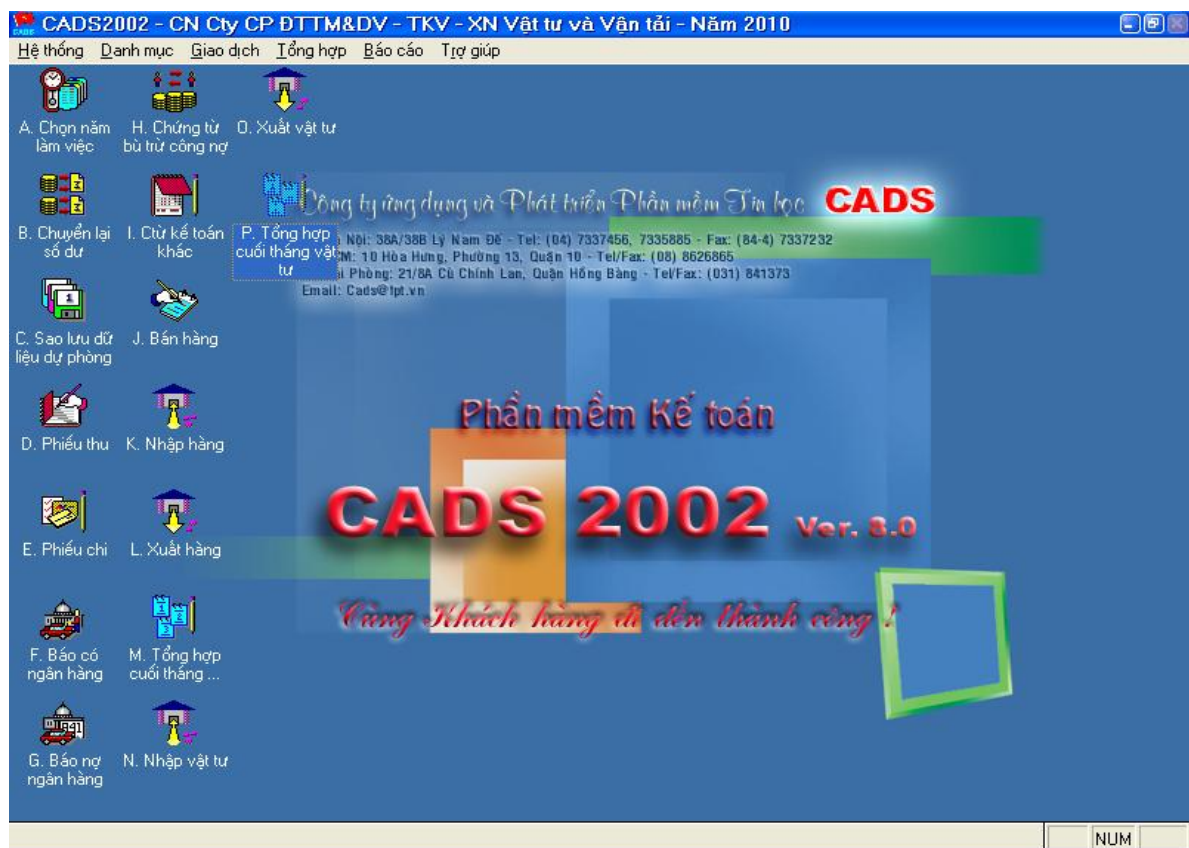 CADS2002 - CN Cty CP ĐTTM&DV - TKV - XN Vật tư và Vận tải - Năm 2010
Hệ thống Danh mục Giao dịch Tổng hợp Báo cáo Trợ giúp
A. Chọn năm
làm việc
H. Chứng từ
bù trừ công nợ
O. Xuất vật tư
B. Chuyển lại
số dư
I. Ctừ kế toán
khác
P. Tổng hợp
cuối tháng vật
tư
Công ty ứng dụng và Phát triển Phần mềm Tin học CADS
Nội: 38A/38B Lý Nam Đế - Tel: (04) 7337456, 7335885 - Fax: (84-4) 7337232
10 Hòa Hưng, Phường 13, Quận 10 - Tel/Fax: (08) 8626865
Phòng: 21/8A Cù Chính Lan, Quận Hồng Bàng - Tel/Fax: (031) 841373
Email: Cads@fpt.vn
C. Sao lưu dữ
liệu dự phòng
J. Bán hàng
D. Phiếu thu
K. Nhập hàng
Phần mềm Kế toán
CADS 2002 Ver. 8.0
E. Phiếu chi
L. Xuất hàng
Cùng Khách hàng đi đến thành công !
F. Báo có
ngân hàng
M. Tổng hợp
cuối tháng ...
G. Báo nợ
ngân hàng
N. Nhập vật tư
NUM